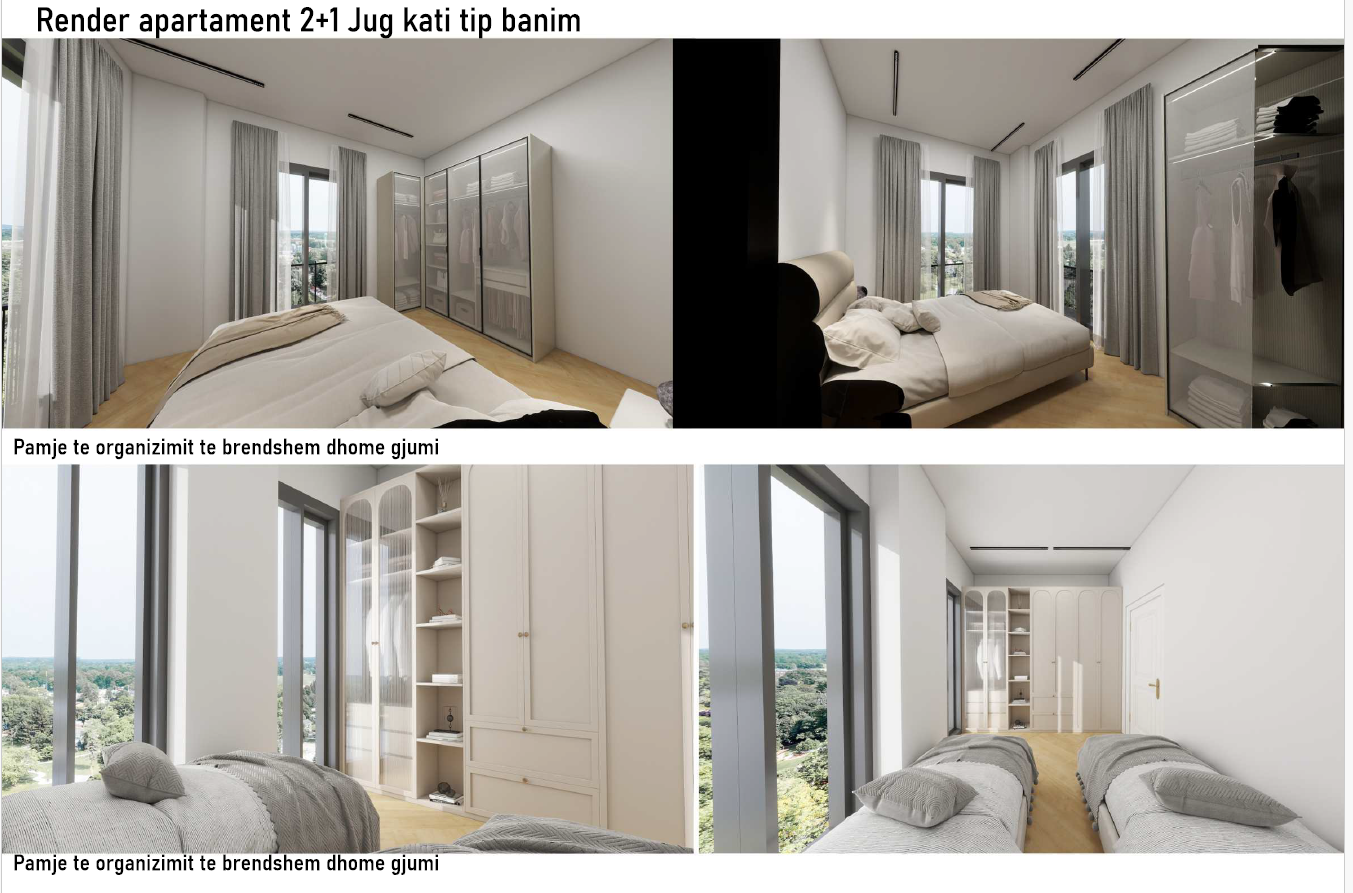 Render apartament 2+1 Jug kati tip banim
Pamje te organizimit te brendshem dhome gjumi
Pamje te organizimit te brendshem dhome gjumi